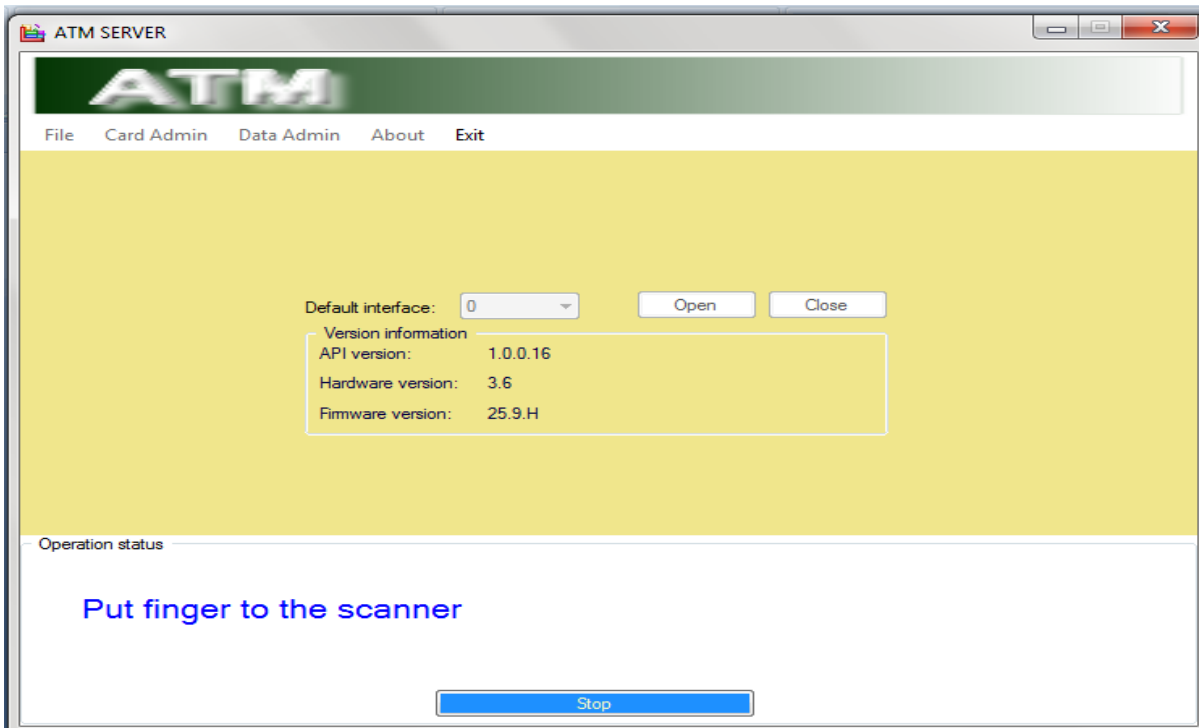 ATM SERVER
ATM
File Card Admin Data Admin About Exit
Default interface: 0 Open Close
Version information
API version: 1.0.0.16
Hardware version: 3.6
Firmware version: 25.9.H
Operation status
Put finger to the scanner
Stop